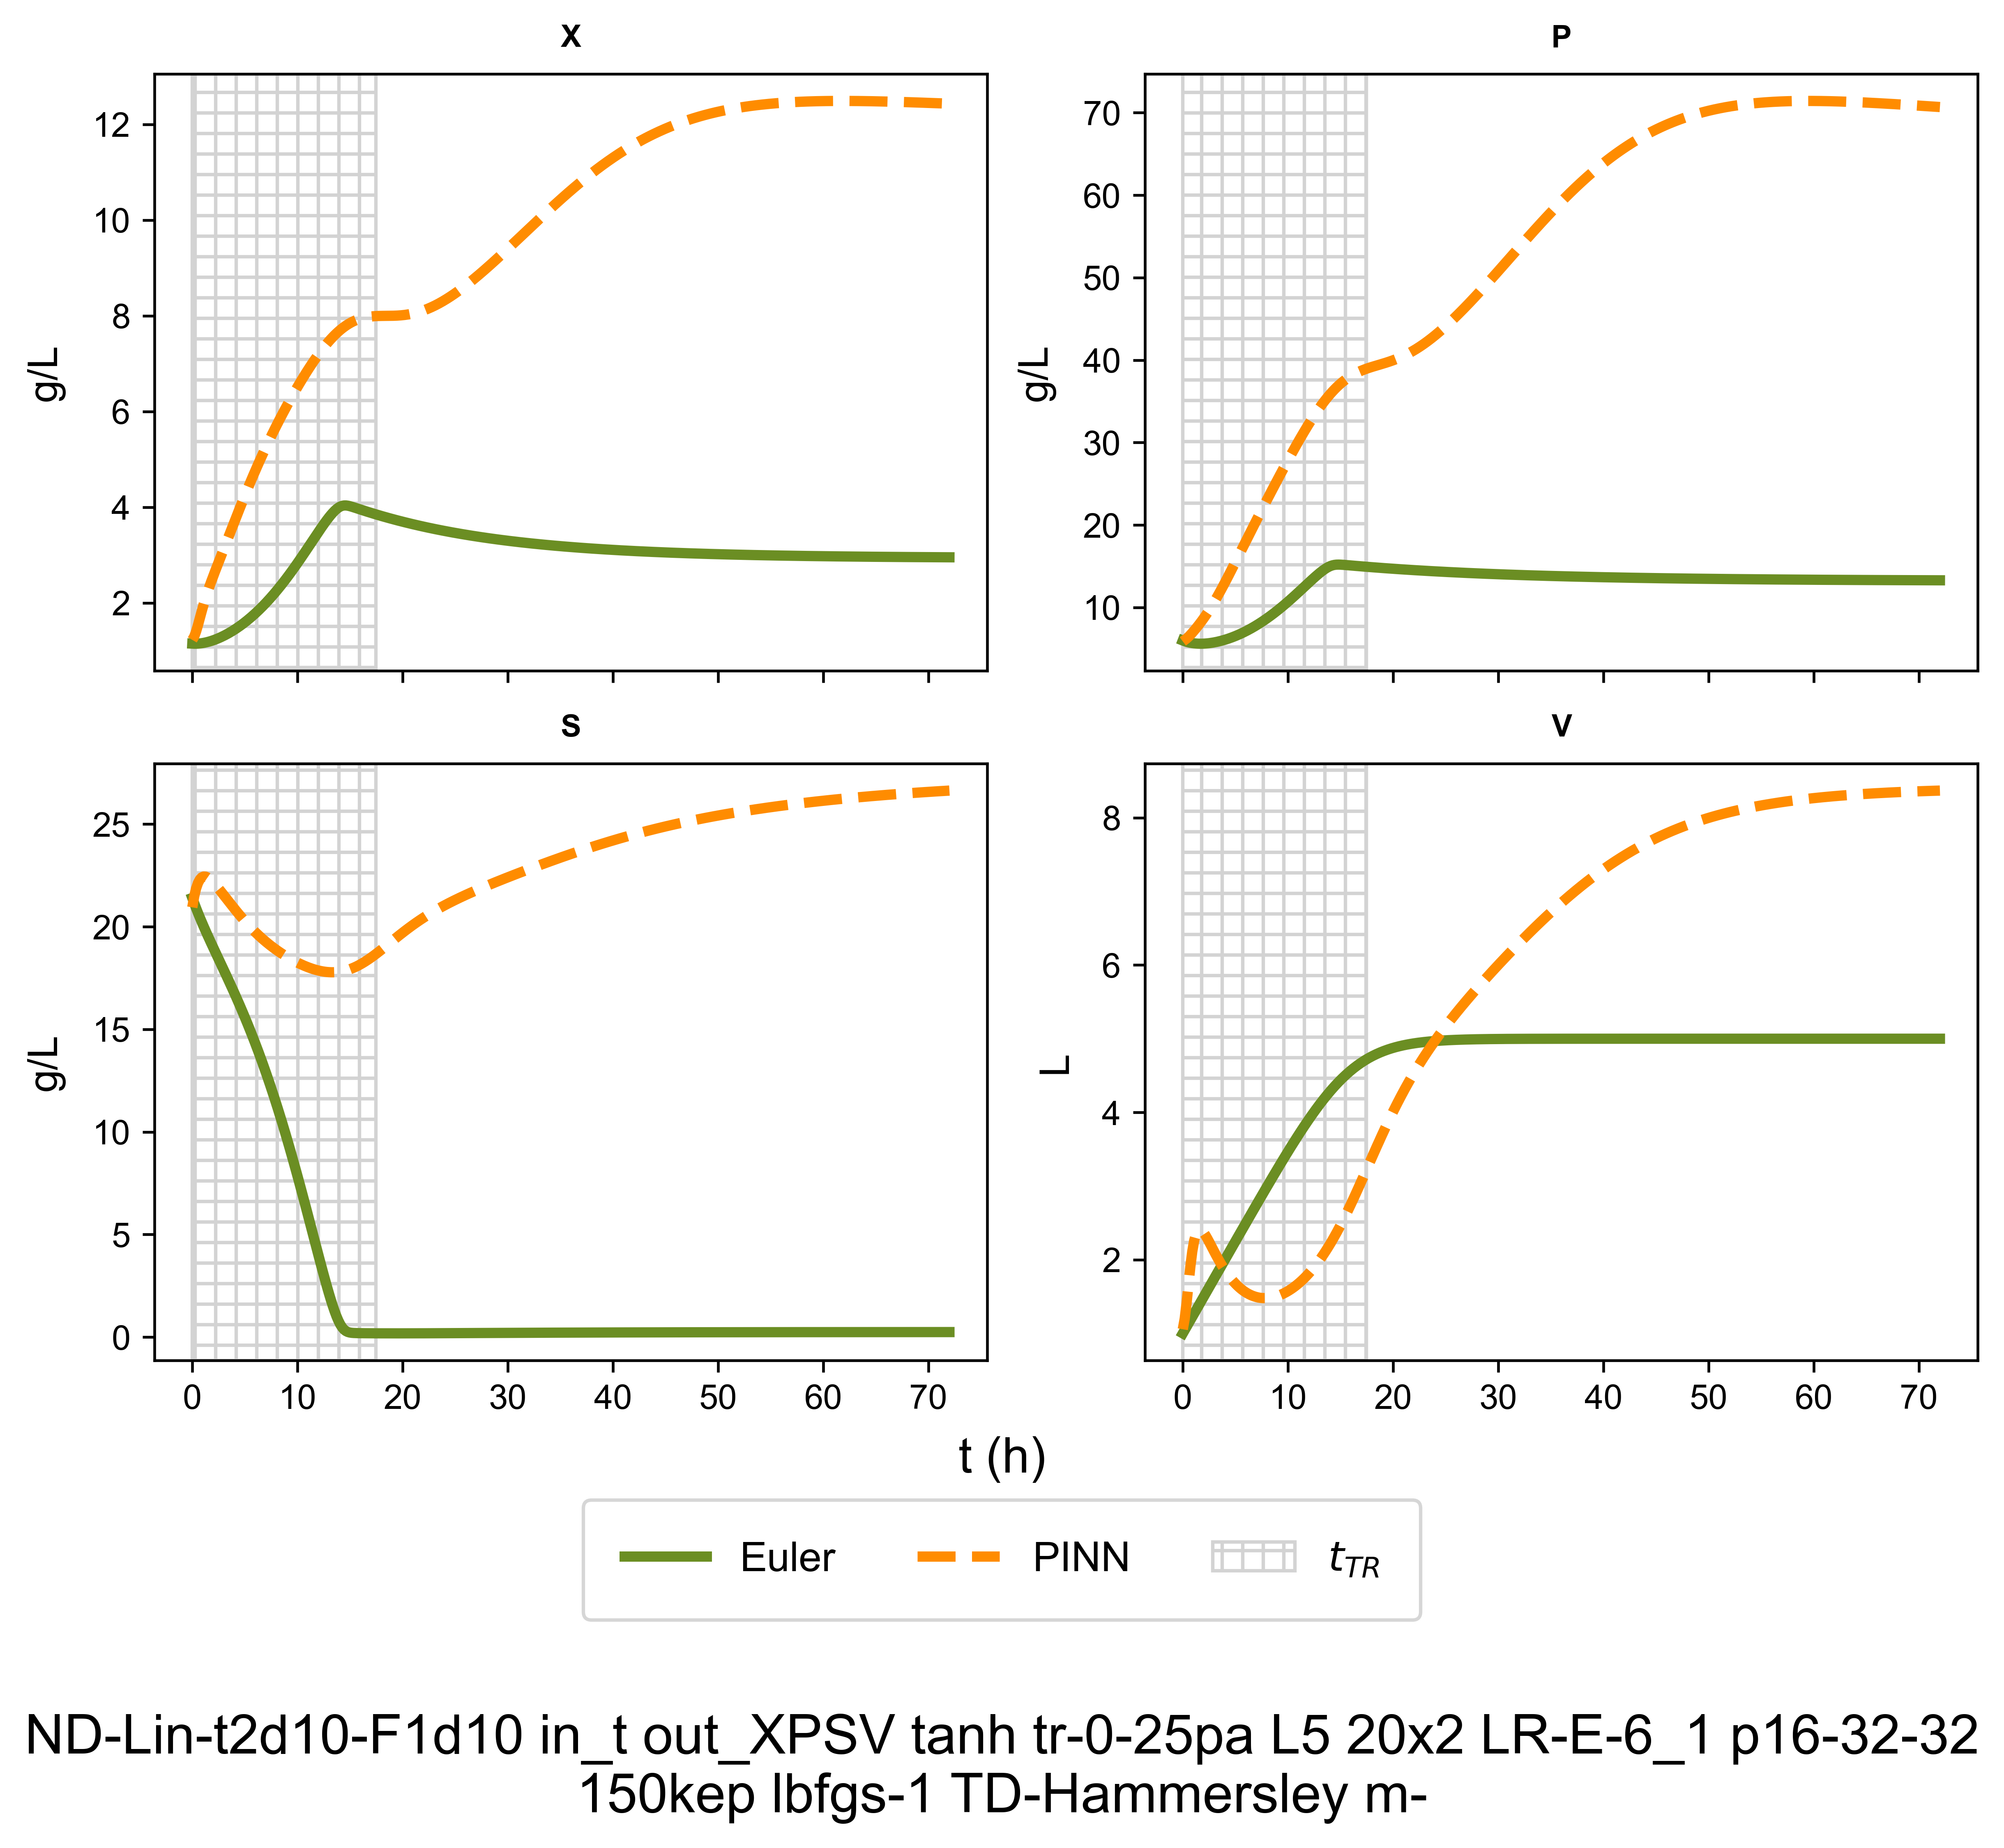 X
P
12
10
8
6
4
2
g/L
70
60
50
40
30
20
10
g/L
S
V
25
20
15
10
5
0
g/L
8
6
4
2
L
0 10 20 30 40 50 60 70
0 10 20 30 40 50 60 70
t (h)
Euler PINN t_TR
ND-Lin-t2d10-F1d10 in_t out_XPSV tanh tr-0-25pa L5 20x2 LR-E-6_1 p16-32-32
150kep lbfgs-1 TD-Hammersley m-